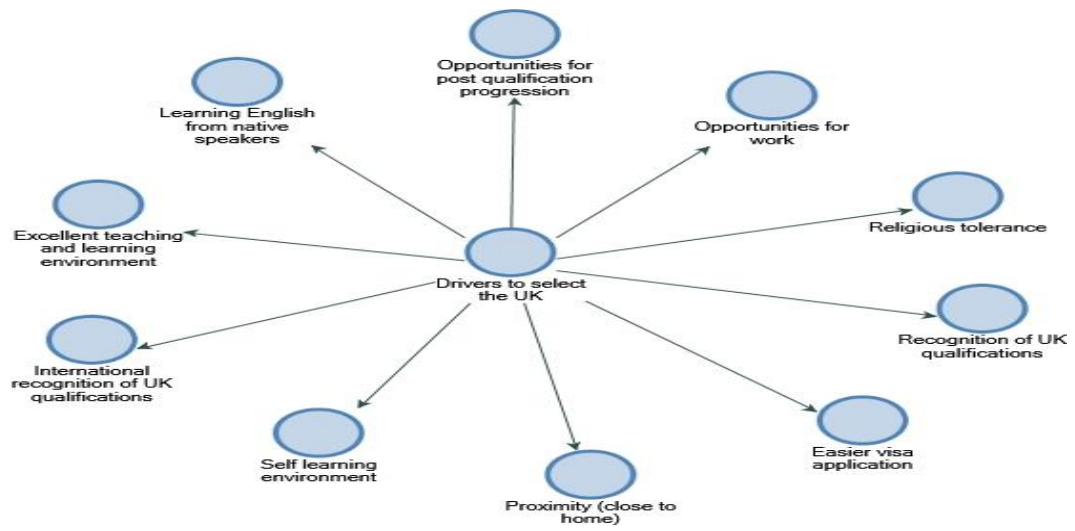 Opportunities for
post qualification
progression
Learning English
from native
speakers
Opportunities for
work
Excellent teaching
and learning
environment
Religious tolerance
Drivers to select
the UK
International
recognition of UK
qualifications
Recognition of UK
qualifications
Self learning
environment
Easier visa
application
Proximity (close to
home)